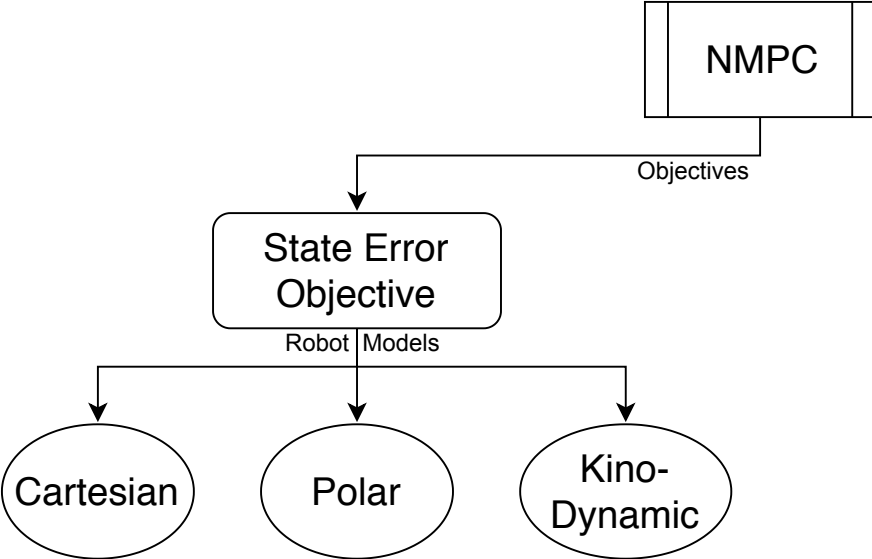 NMPC
Objectives
State Error
Objective
Robot Models
Cartesian
Polar
Kino-
Dynamic